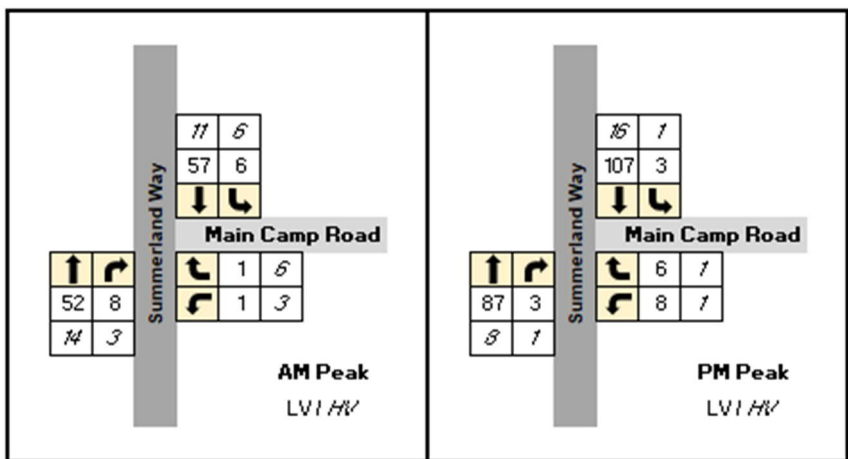 11 6
57 6
Summerland Way
Main Camp Road
1 6
52 8
1 3
14 3
AM Peak
LV / HV
16 1
107 3
Summerland Way
Main Camp Road
6 1
87 3
8 1
8 1
PM Peak
LV / HV